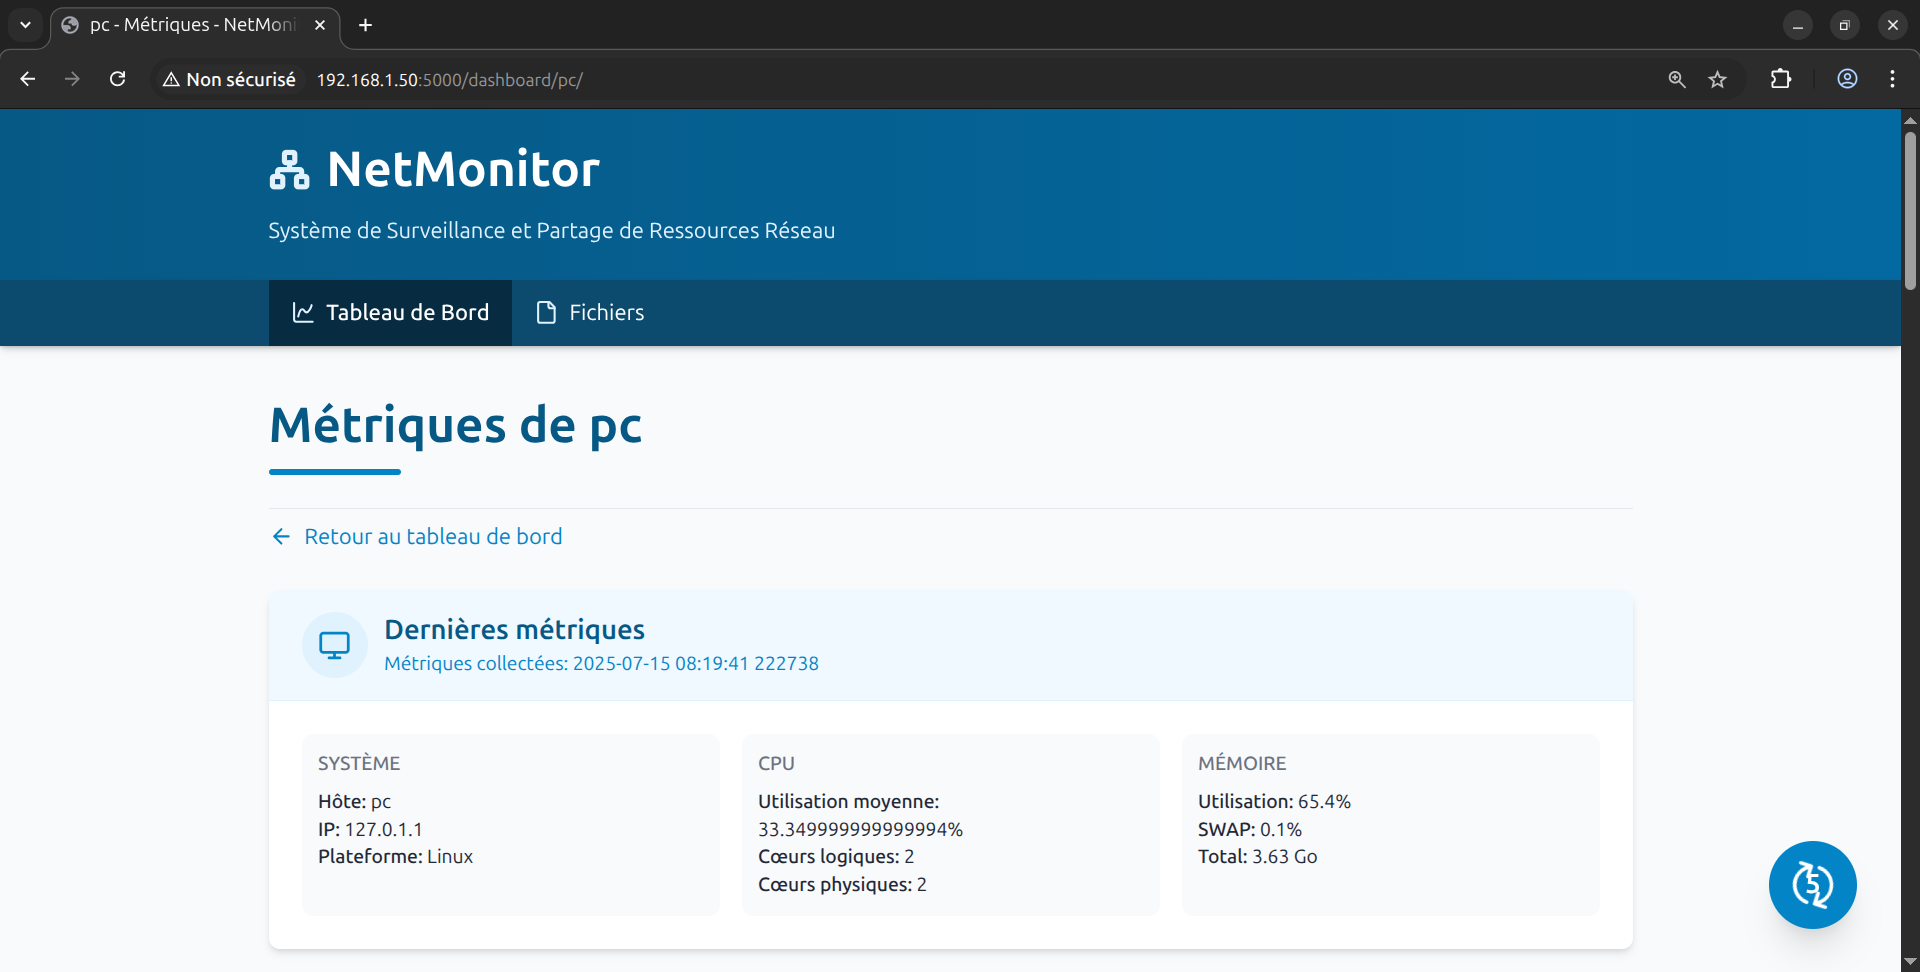 pc - Métriques - NetMoni
Non sécurisé
192.168.1.50:5000/dashboard/pc/
NetMonitor
Système de Surveillance et Partage de Ressources Réseau
Tableau de Bord
Fichiers
Métriques de pc
Retour au tableau de bord
Dernières métriques
Métriques collectées: 2025-07-15 08:19:41 222738
SYSTÈME
Hôte: pc
IP: 127.0.1.1
Plateforme: Linux
CPU
Utilisation moyenne:
33.349999999999994%
Cœurs logiques: 2
Cœurs physiques: 2
MÉMOIRE
Utilisation: 65.4%
SWAP: 0.1%
Total: 3.63 Go
5